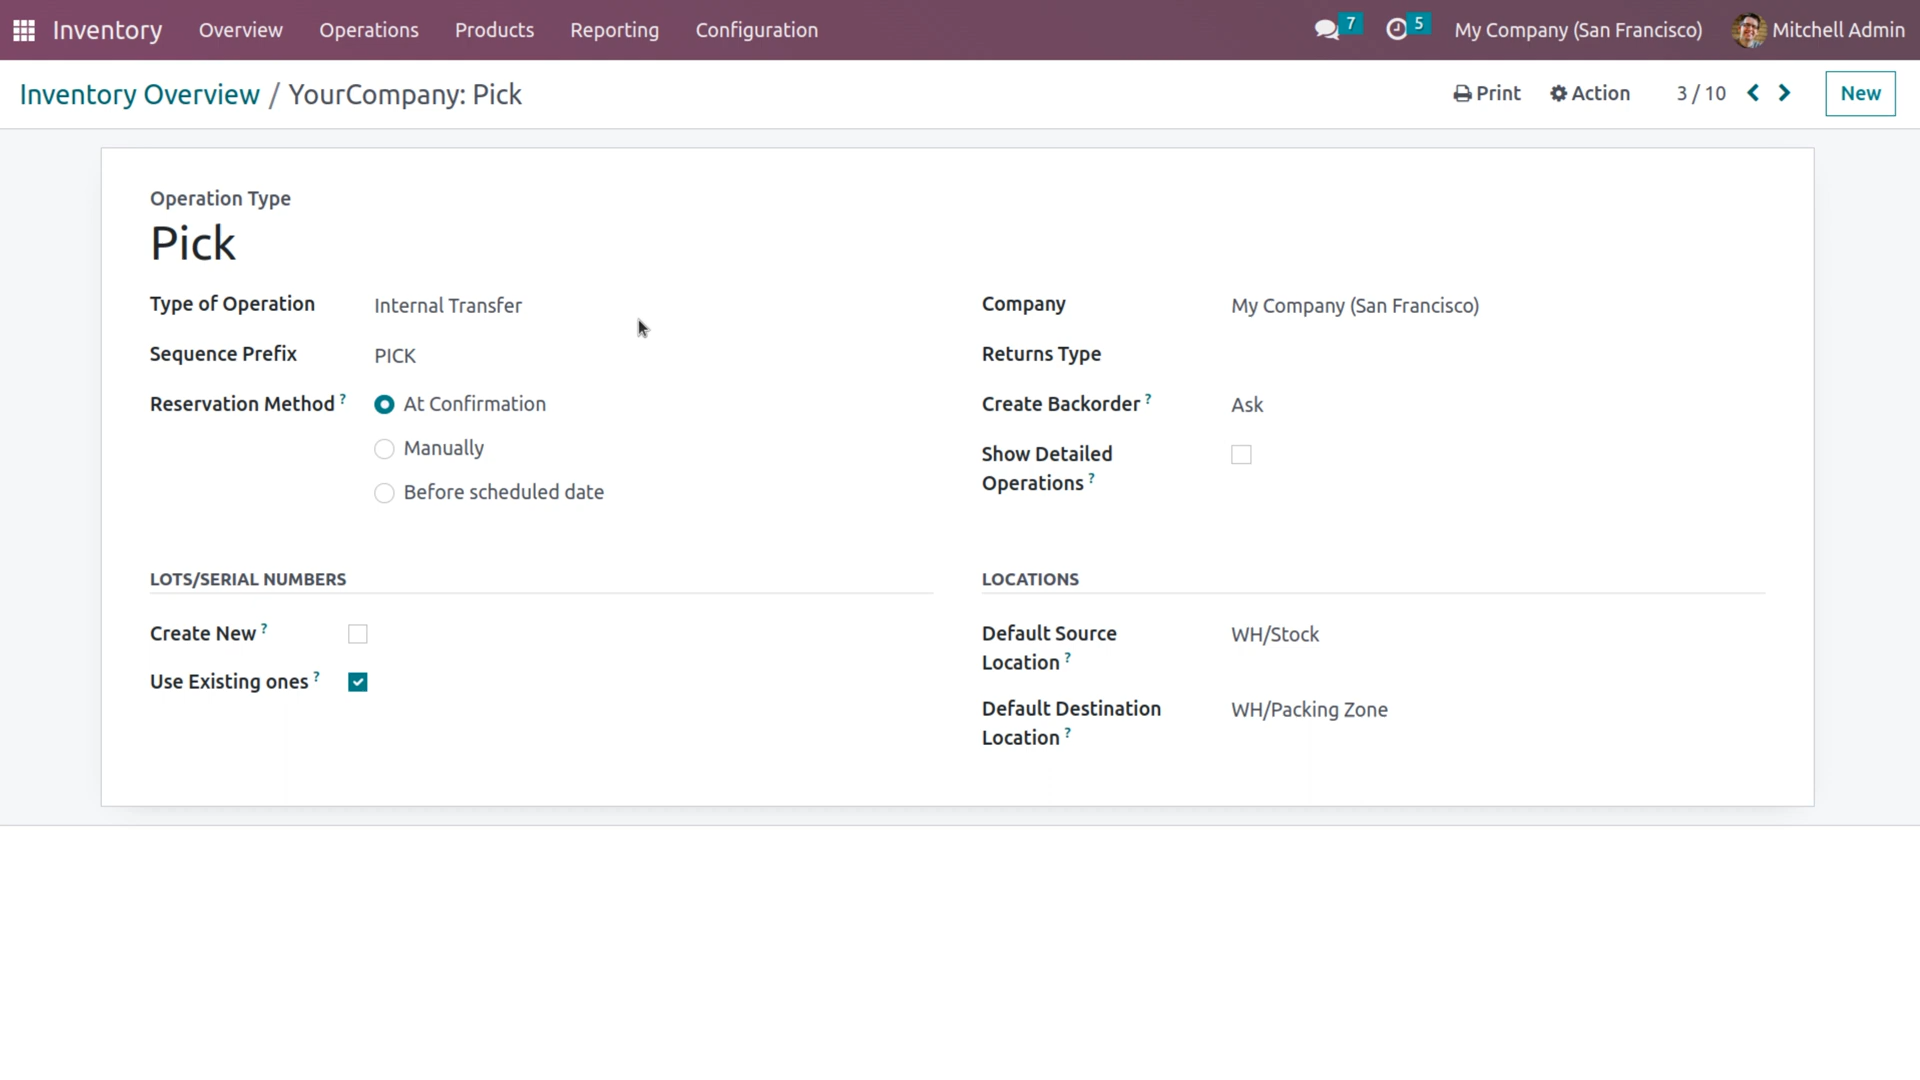 Inventory Overview Operations Products Reporting Configuration 7 5 My Company (San Francisco) Mitchell Admin
Inventory Overview / YourCompany: Pick Print Action 3 / 10 New
Operation Type
Pick
Type of Operation Internal Transfer Company My Company (San Francisco)
Sequence Prefix PICK Returns Type
Reservation Method ? At Confirmation Create Backorder ? Ask
Manually Show Detailed
Operations ?
Before scheduled date
LOTS/SERIAL NUMBERS LOCATIONS
Create New ? Default Source WH/Stock
Location ?
Use Existing ones ?
Default Destination WH/Packing Zone
Location ?